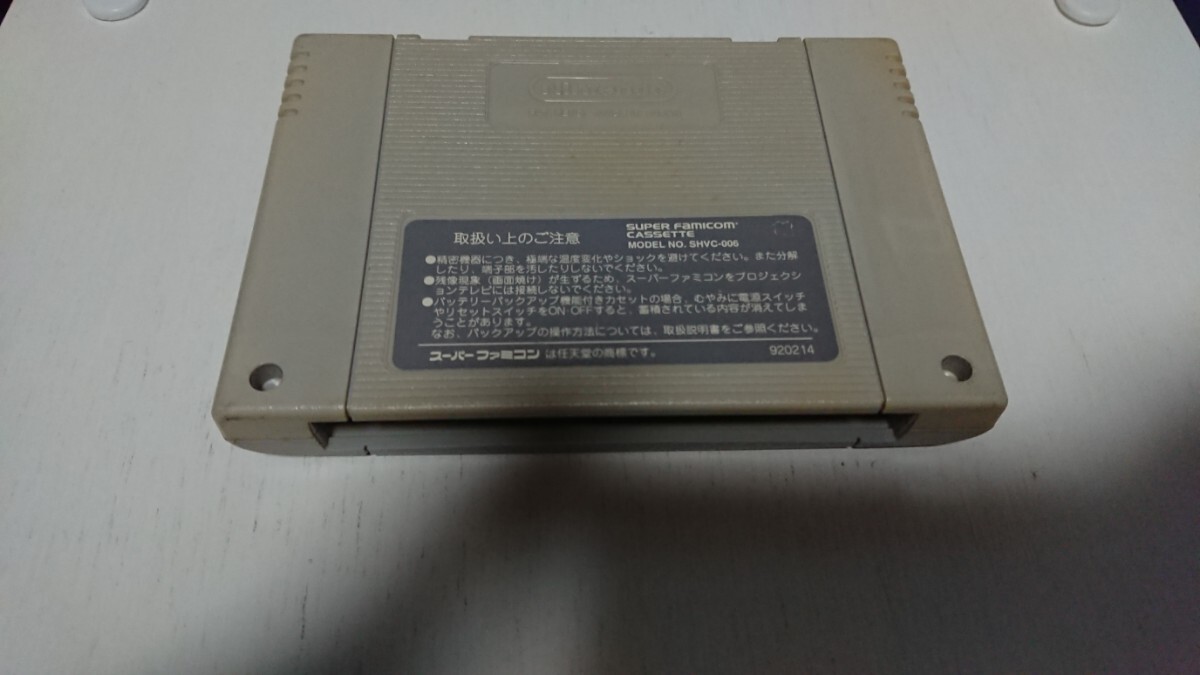 Nintendo
取扱い上のご注意
SUPER FAMICOM
CASSETTE
MODEL NO. SHVC-006
●精密機器につき、極端な温度変化やショックを避けてください。また分解
したり、端子部を汚したりしないでください。
●残像現象（画面焼け）が生ずるため、スーパーファミコンをプロジェクシ
ョンテレビには接続しないでください。
●バッテリーバックアップ機能付きカセットの場合、むやみに電源スイッチ
やリセットスイッチをON OFFすると、蓄積されている内容が消えてしま
うことがあります。
なお、バックアップの操作方法については、取扱説明書をご参照ください。
スーパーファミコンは任天堂の商標です。
920214